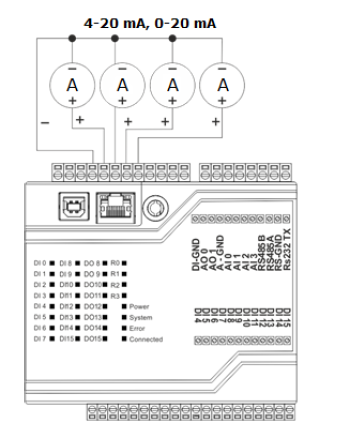 4-20 mA, 0-20 mA
− − − −
A A A A
+ + + +
− + + + +
DI 0 DI 8 DO 8 R0
DI 1 DI 9 DO 9 R1
DI 2 DI10 DO10 R2
DI 3 DI11 DO11 R3
DI 4 DI12 DO12 Power
DI 5 DI13 DO13 System
DI 6 DI14 DO14 Error
DI 7 DI15 DO15 Connected
DI-GND
AO 0
AO 1
A - GND
AI 0
AI 1
AI 2
AI 3
RS485B
RS485A
RS-GND
Rs232 TX
DI 4
DI 5
DI 6
DI 7
DI 8
DI 9
DI 10
DI 11
DI 12
DI 13
DI 14
DI 15